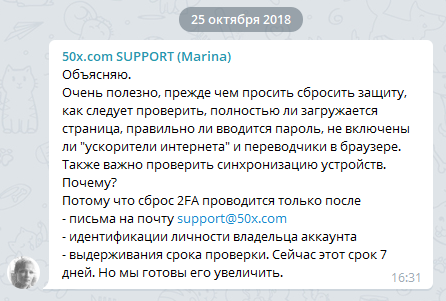 25 октября 2018
50x.com SUPPORT (Marina)
Объясняю.
Очень полезно, прежде чем просить сбросить защиту,
как следует проверить, полностью ли загружается
страница, правильно ли вводится пароль, не включены
ли "ускорители интернета" и переводчики в браузере.
Также важно проверить синхронизацию устройств.
Почему?
Потому что сброс 2FA проводится только после
- письма на почту support@50x.com
- идентификации личности владельца аккаунта
- выдерживания срока проверки. Сейчас этот срок 7
дней. Но мы готовы его увеличить.
16:31